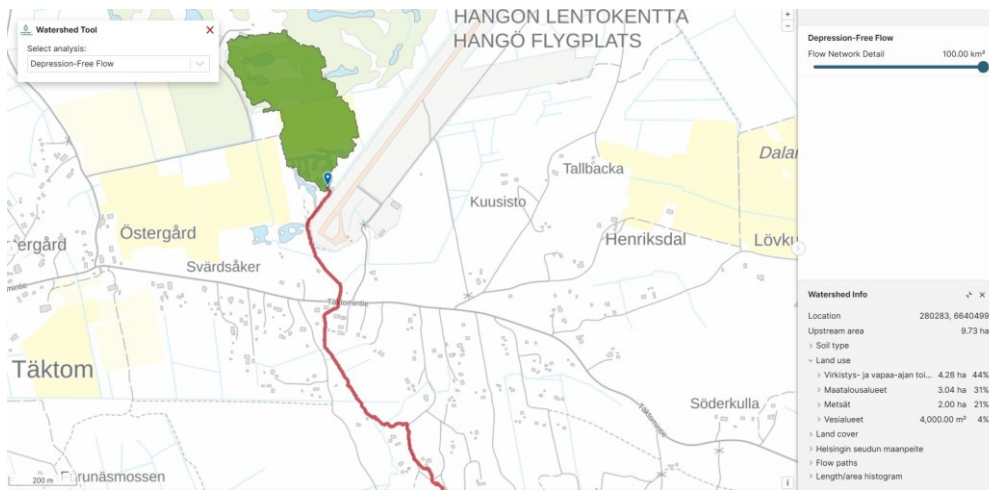 Watershed Tool
Select analysis:
Depression-Free Flow
HANGON LENTOKENTTA
HANGÖ FLYGPLATS
Tallbacka
Dalar
Kuusisto
ergård
Östergård
Henriksdal
Lövku
Svärdsåker
Täktomintie
Täktom
Söderkulla
Täktomintie
Furunäsmossen
200 m
Depression-Free Flow
Flow Network Detail 100.00 km²
Watershed Info
Location 280283, 6640499
Upstream area 9.73 ha
Soil type
Land use
Virkistys- ja vapaa-ajan toi... 4.28 ha 44%
Maatalousalueet 3.04 ha 31%
Metsät 2.00 ha 21%
Vesialueet 4,000.00 m² 4%
Land cover
Helsingin seudun maanpeite
Flow paths
Length/area histogram